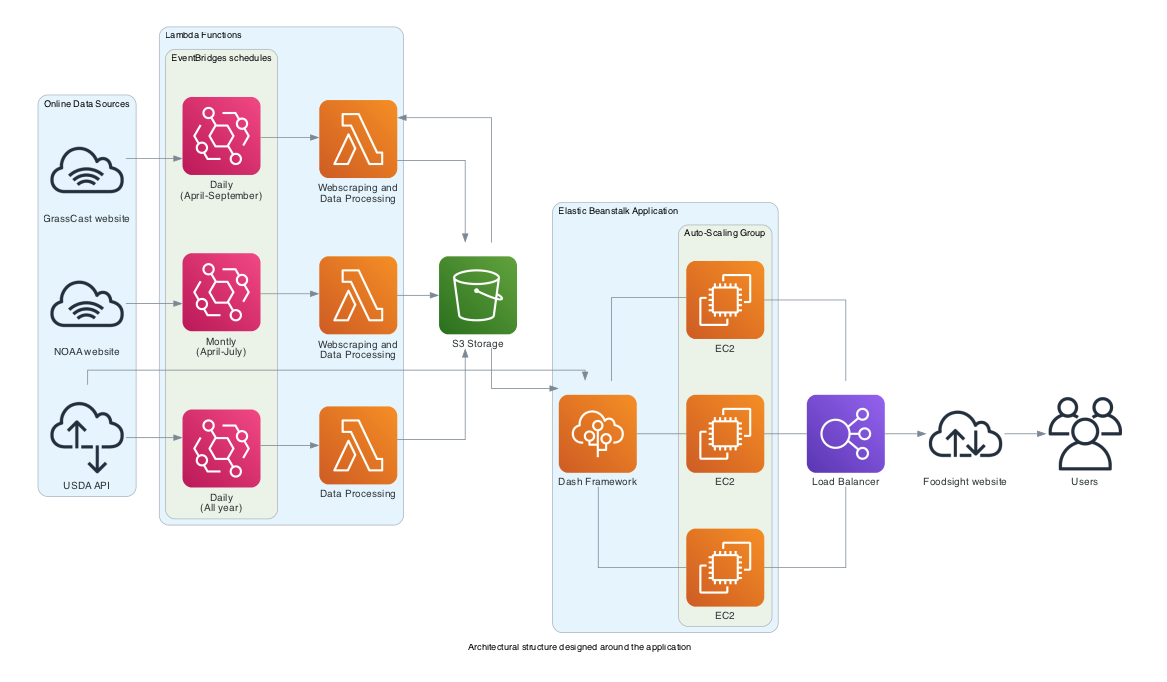 Lambda Functions
EventBridges schedules
Online Data Sources
GrassCast website
NOAA website
USDA API
Daily
(April-September)
Montly
(April-July)
Daily
(All year)
Webscraping and
Data Processing
Webscraping and
Data Processing
Data Processing
S3 Storage
Elastic Beanstalk Application
Auto-Scaling Group
Dash Framework
EC2
EC2
EC2
Load Balancer
Foodsight website
Users
Architectural structure designed around the application